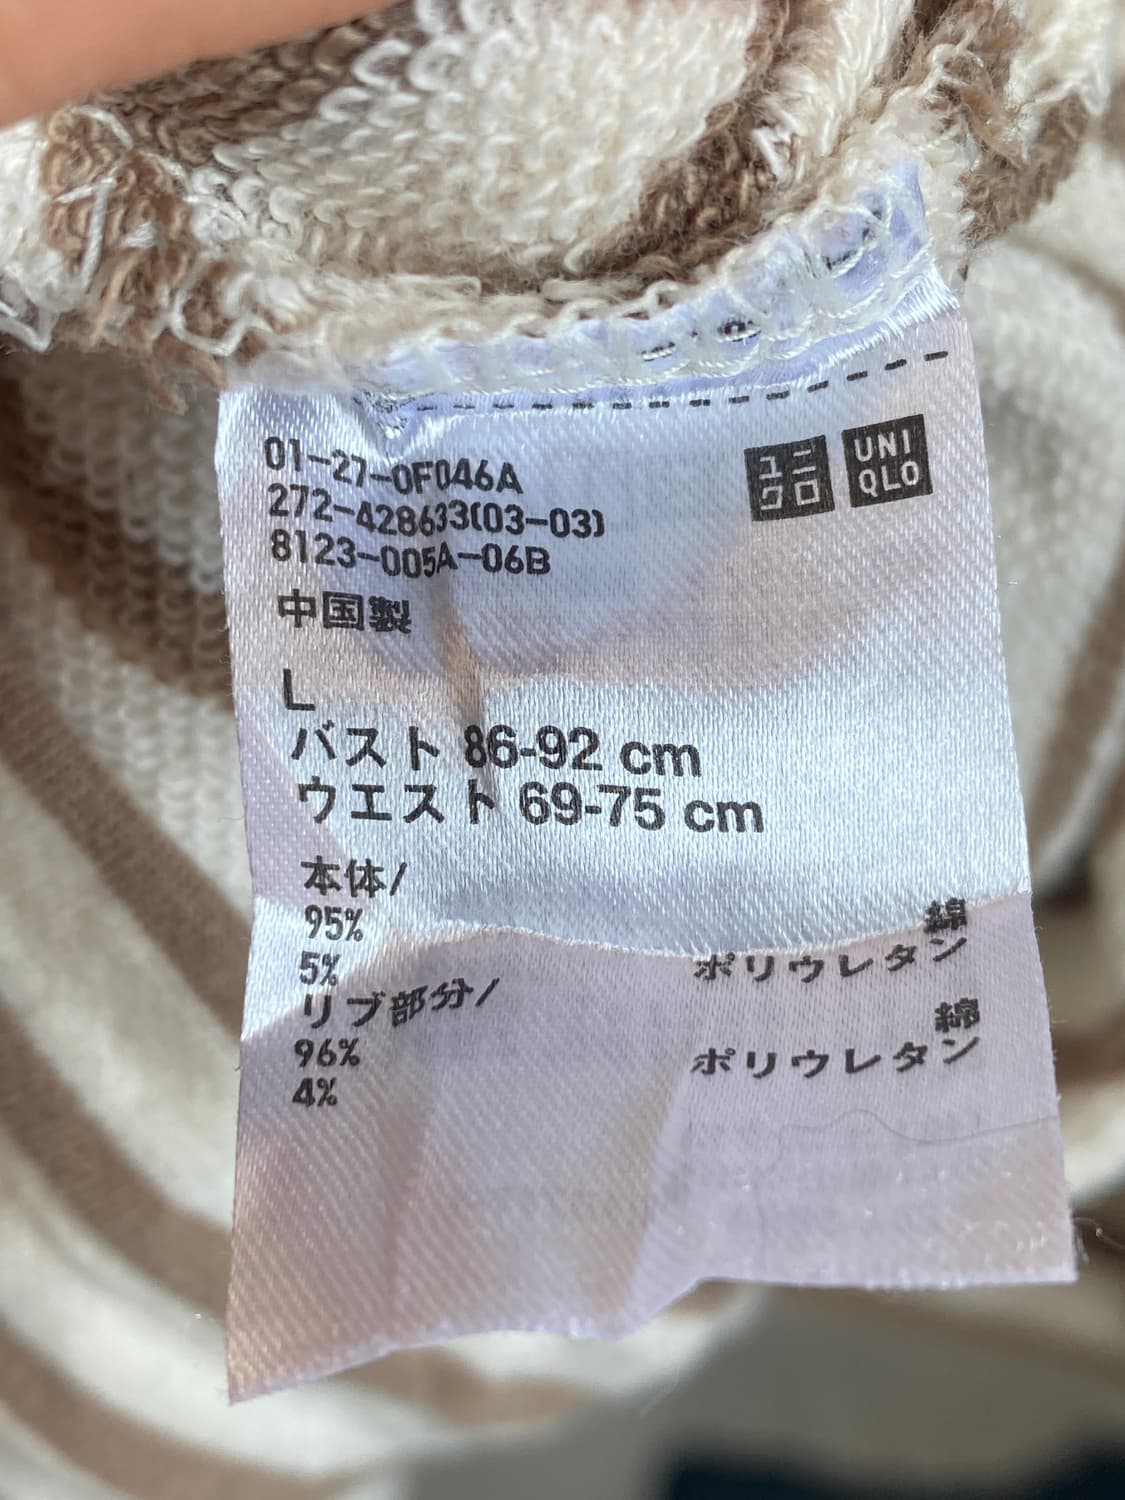 01-27-0F046A
272-428633(03-03)
8123-005A-06B
ユニ
クロ
UNI
QLO
中国製
L
バスト 86-92 cm
ウエスト 69-75 cm
本体/
95% 綿
5% ポリウレタン
リブ部分/
96% 綿
4% ポリウレタン